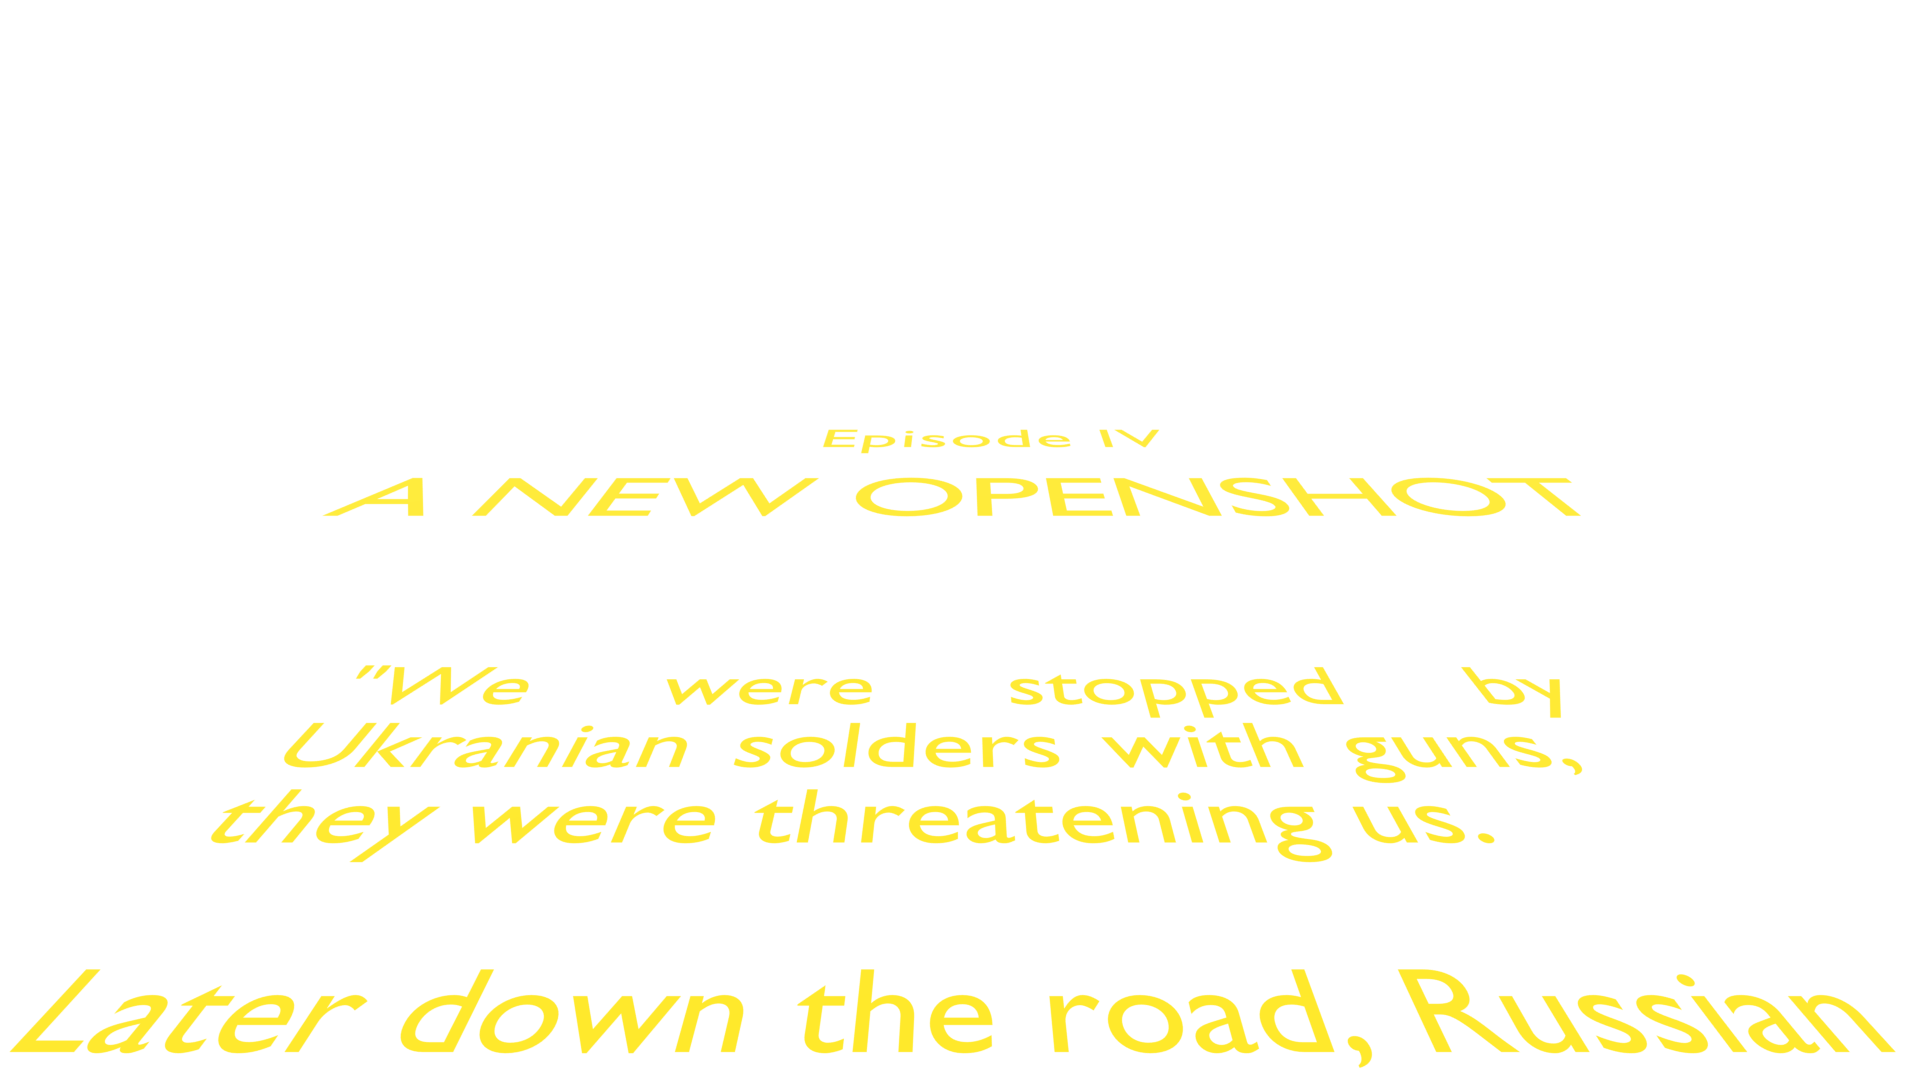 Episode IV
A NEW OPENSHOT
"We were stopped by
Ukranian solders with guns,
they were threatening us.
Later down the road, Russian